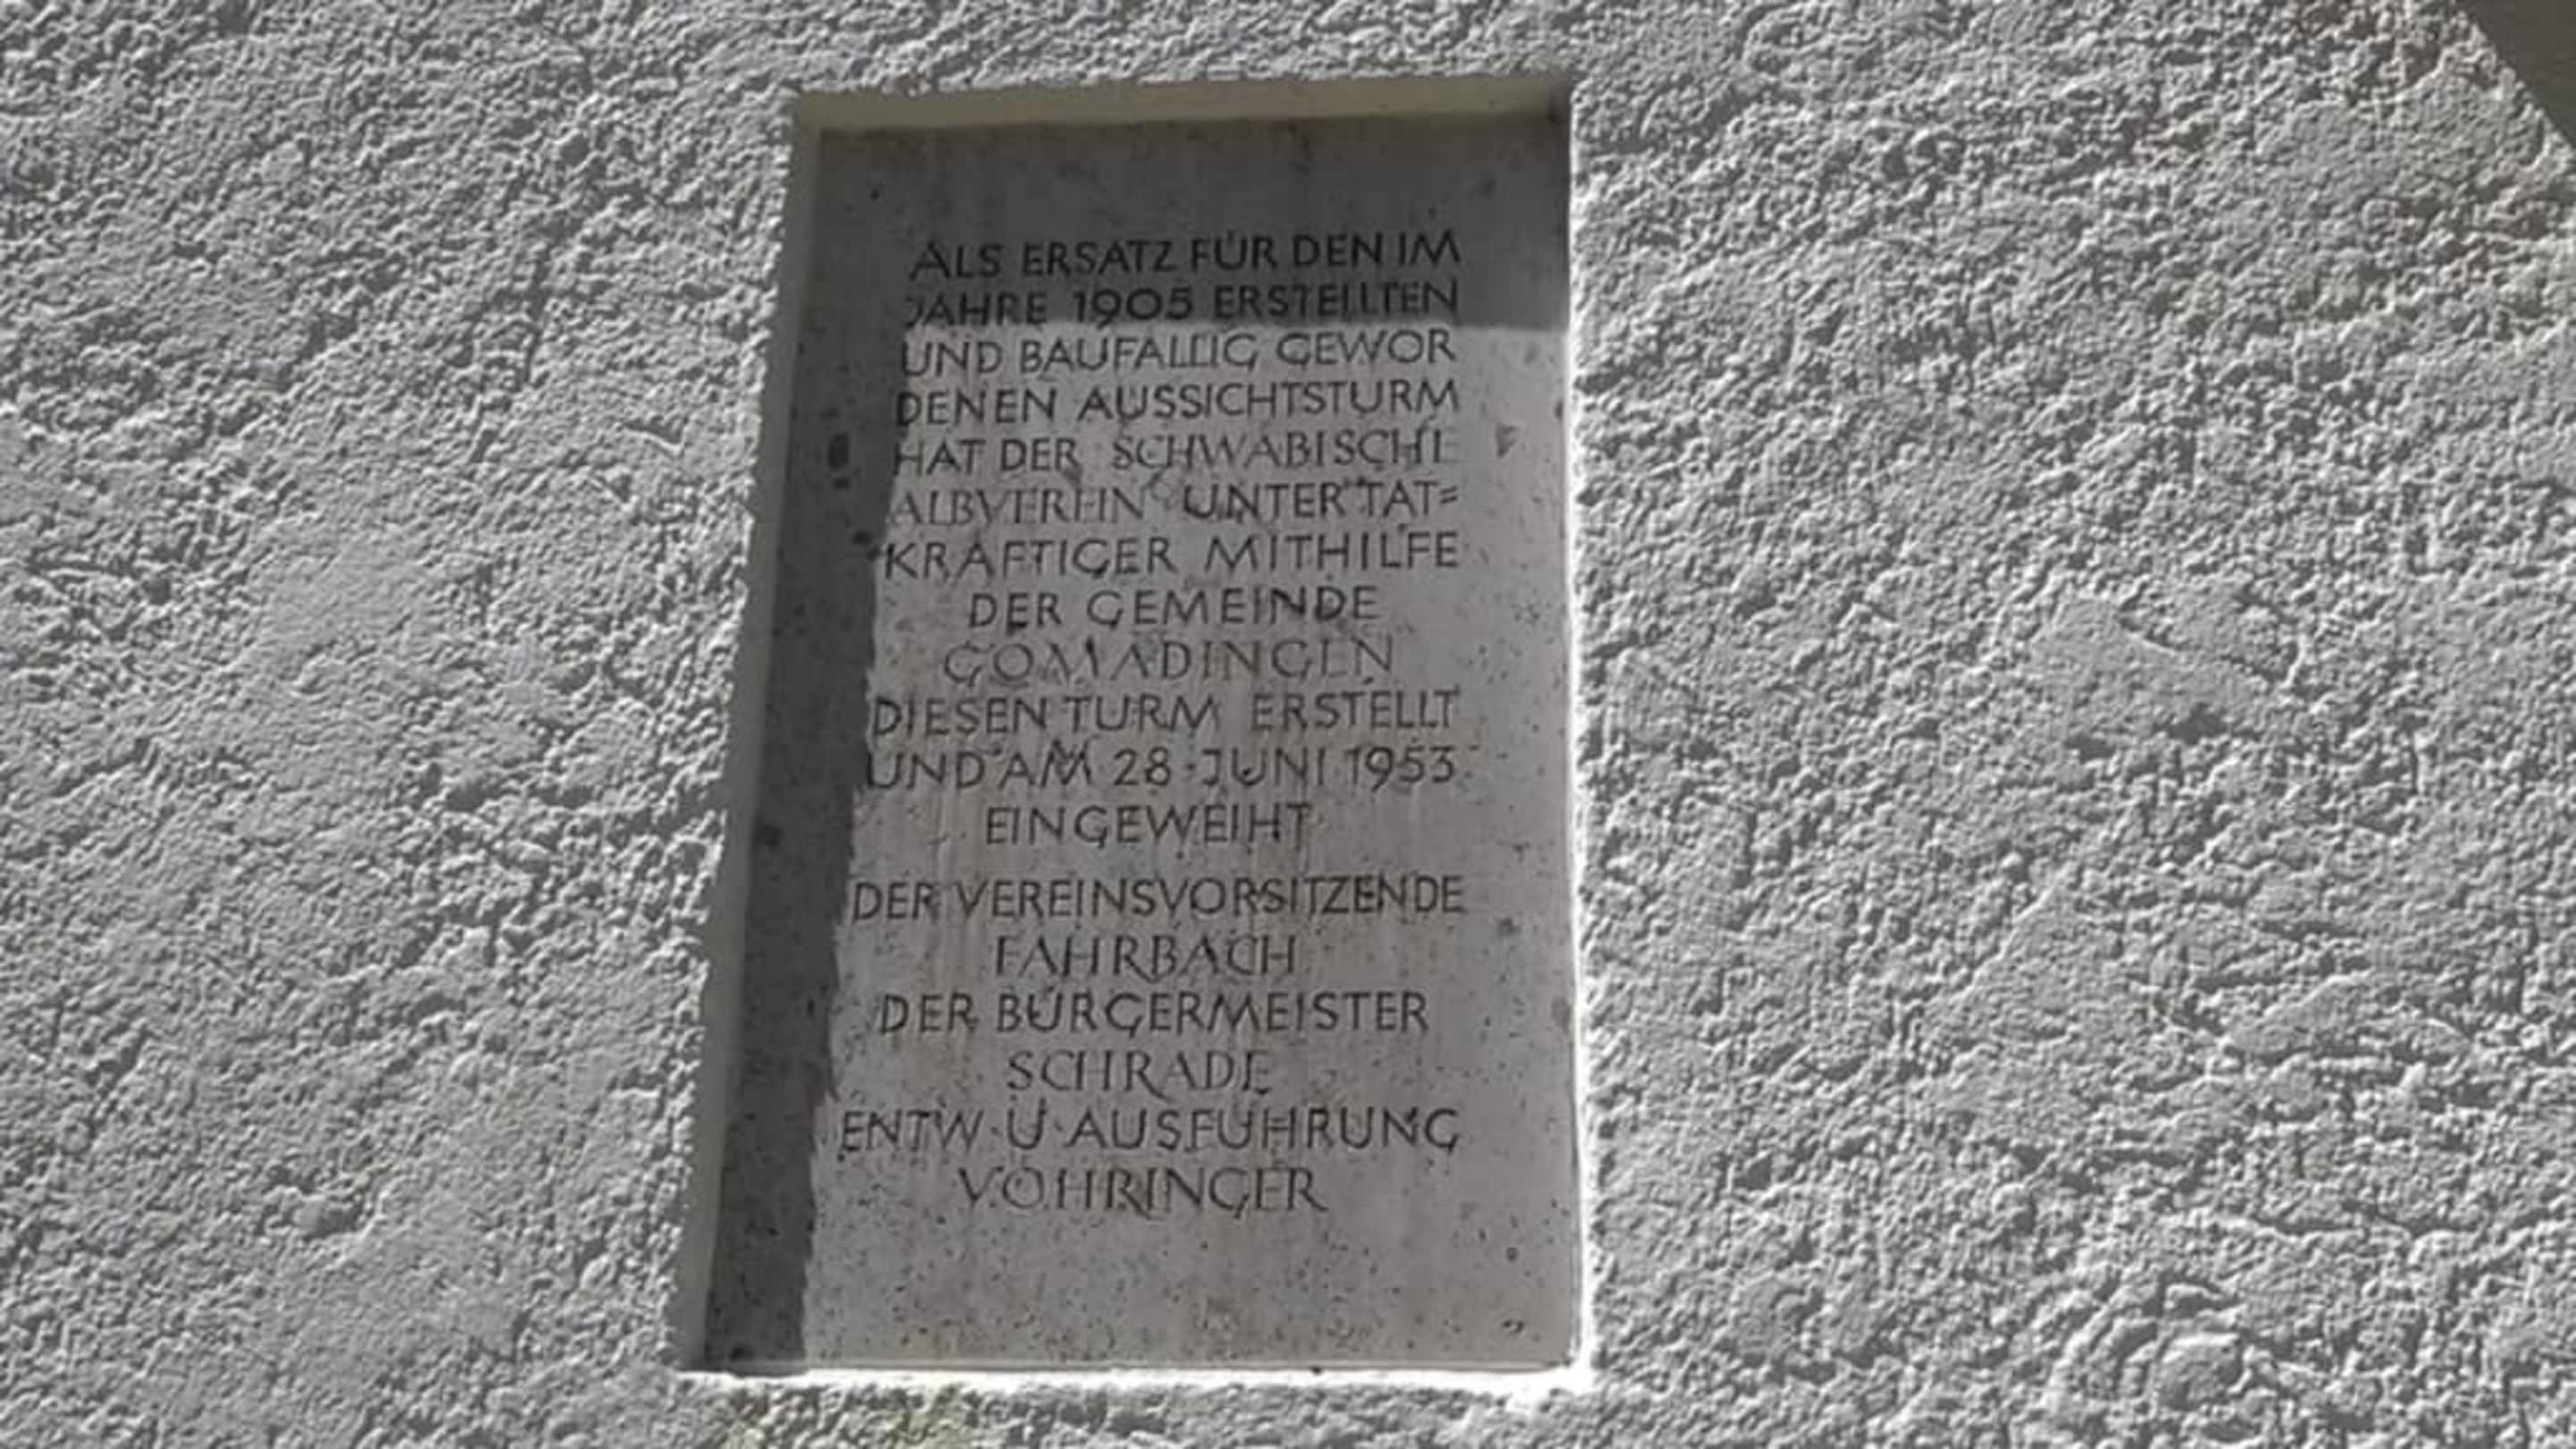 ALS ERSATZ FÜR DEN IM
JAHRE 1905 ERSTELLTEN
UND BAUFÄLLIG GEWOR
DENEN AUSSICHTSTURM
HAT DER SCHWÄBISCHE
ALBVEREIN UNTER TAT=
KRÄFTIGER MITHILFE
DER GEMEINDE
GOMADINGEN
DIESEN TURM ERSTELLT
UND AM 28·JUNI 1953
EINGEWEIHT
DER VEREINSVORSITZENDE
FAHRBACH
DER BÜRGERMEISTER
SCHRADE
ENTW·U·AUSFÜHRUNG
VÖHRINGER